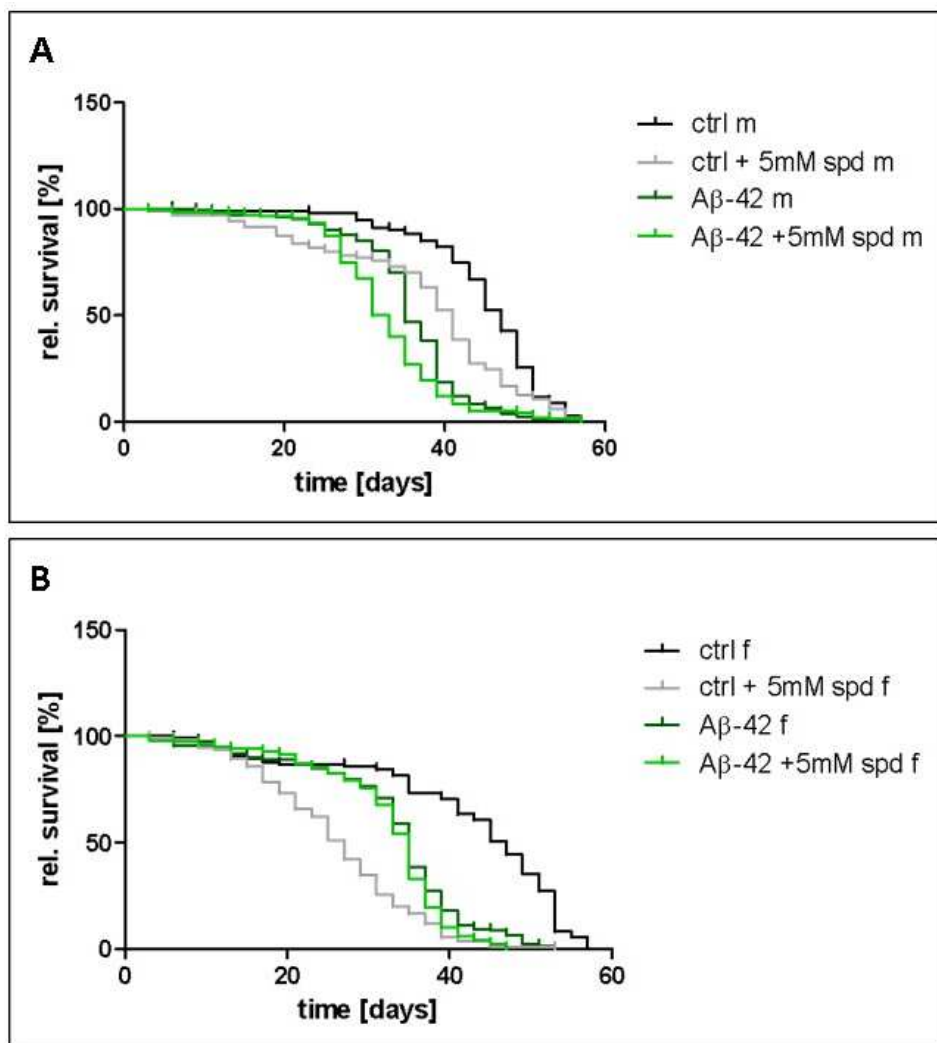 A
150
100
50
0
rel. survival [%]
0 20 40 60
time [days]
ctrl m
ctrl + 5mM spd m
Aβ-42 m
Aβ-42 +5mM spd m
B
150
100
50
0
rel. survival [%]
0 20 40 60
time [days]
ctrl f
ctrl + 5mM spd f
Aβ-42 f
Aβ-42 +5mM spd f